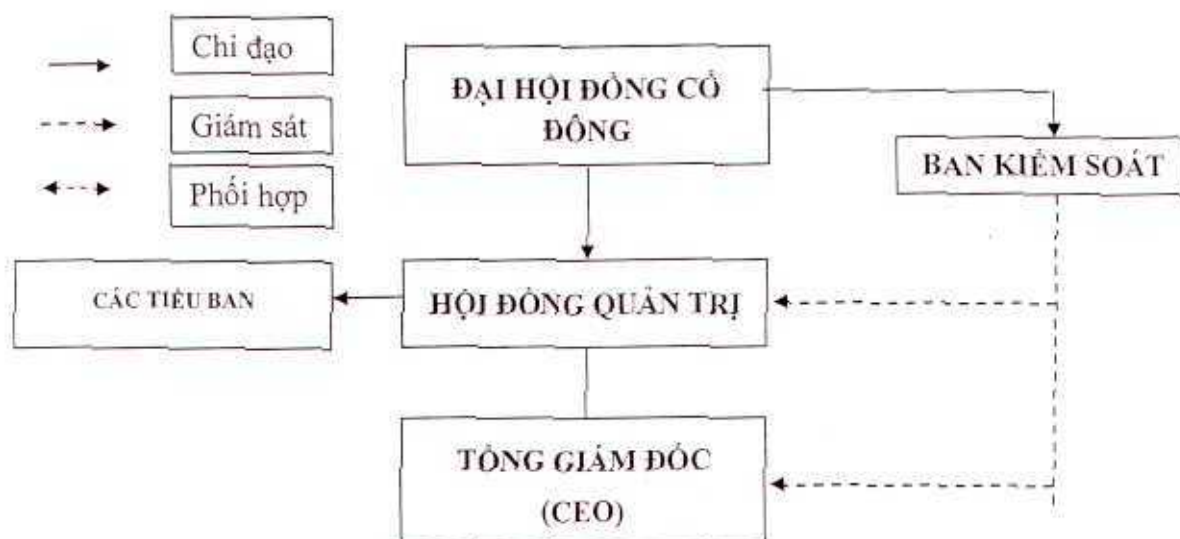 Chỉ đạo
Giám sát
Phối hợp
ĐẠI HỘI ĐỒNG CỔ
ĐÔNG
BAN KIỂM SOÁT
CÁC TIỂU BAN
HỘI ĐỒNG QUẢN TRỊ
TỔNG GIÁM ĐỐC
(CEO)